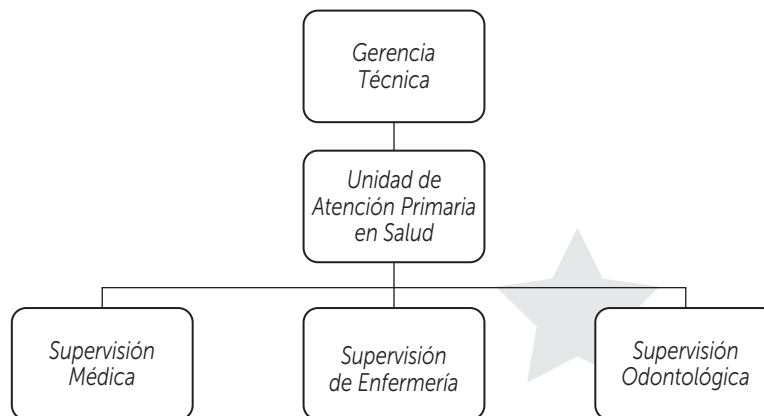 Gerencia
Técnica
Unidad de
Atención Primaria
en Salud
Supervisión
Médica
Supervisión
de Enfermería
Supervisión
Odontológica